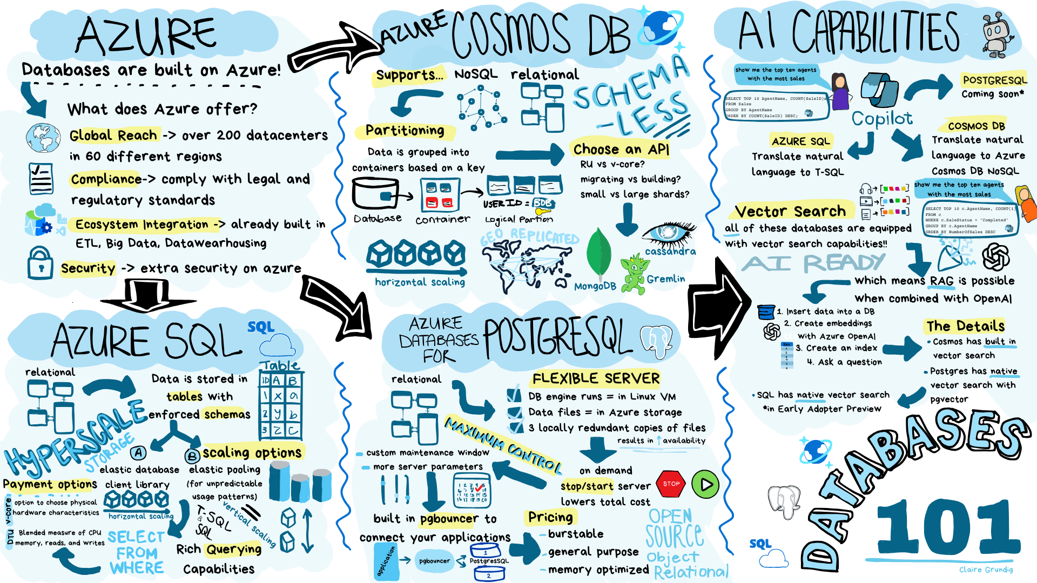 AZURE
Databases are built on Azure!
What does Azure offer?
Global Reach -> over 200 datacenters
in 60 different regions
Compliance-> comply with legal and
regulatory standards
Ecosystem Integration -> already built in
ETL, Big Data, Datawearhousing
Security -> extra security on azure
AZURE COSMOS DB
Supports... NoSQL relational
SCHEMA
-LESS
Partitioning
Data is grouped into
containers based on a key
Database
Container
USER ID =
Logical Partion
Choose an API
RU vs v-core?
migrating vs building?
small vs large shards?
horizontal scaling
GEO REPLICATED
MongoDB
cassandra
Gremlin
AI CAPABILITIES
show me the top ten agents
with the most sales
SELECT TOP 10 AgentName, COUNT(SaleID)
FROM Sales
GROUP BY AgentName
ORDER BY COUNT(SaleID) DESC;
Copilot
POSTGRESQL
Coming soon*
AZURE SQL
Translate natural
language to T-SQL
COSMOS DB
Translate natural
language to Azure
Cosmos DB NoSQL
show me the top ten agents
with the most sales
SELECT TOP 10 c.AgentName, COUNT(
FROM c
WHERE c.SaleStatus = 'Completed'
GROUP BY c.AgentName
ORDER BY NumberOfSales DESC
Vector Search
all of these databases are equipped
with vector search capabilities!!
AI READY
which means RAG is possible
when combined with OpenAI
1. Insert data into a DB
2. Create embeddings
with Azure OpenAI
3. Create an index
4. Ask a question
The Details
• Cosmos has built in
vector search
• Postgres has native
vector search with
pgvector
• SQL has native vector search
*in Early Adopter Preview
AZURE SQL
SQL
relational
Data is stored in
tables with
enforced schemas
Table
ID A B
1 x a
2 y b
3 z c
HYPERSCALE
STORAGE
A
B
scaling options
elastic database
client library
elastic pooling
(for unpredictable
usage patterns)
horizontal scaling
vertical scaling
Payment options
v-core
option to choose physical
hardware characteristics
DTU
Blended measure of CPU
memory, reads, and writes
SELECT
FROM
WHERE
T-SQL
SQL
Rich Querying
Capabilities
AZURE
DATABASES
FOR
POSTGRESQL
relational
FLEXIBLE SERVER
DB engine runs = in Linux VM
Data files = in Azure storage
3 locally redundant copies of files
results in ↑ availability
MAXIMUM CONTROL
- custom maintenance window
- more server parameters
on demand
stop/start server
lowers total cost
STOP
built in pgbouncer to
connect your applications
application
pgbouncer
PostgresSQL
1
2
Pricing
- burstable
- general purpose
- memory optimized
OPEN
SOURCE
Object
Relational
DATABASES
101
SQL
Claire Grundig